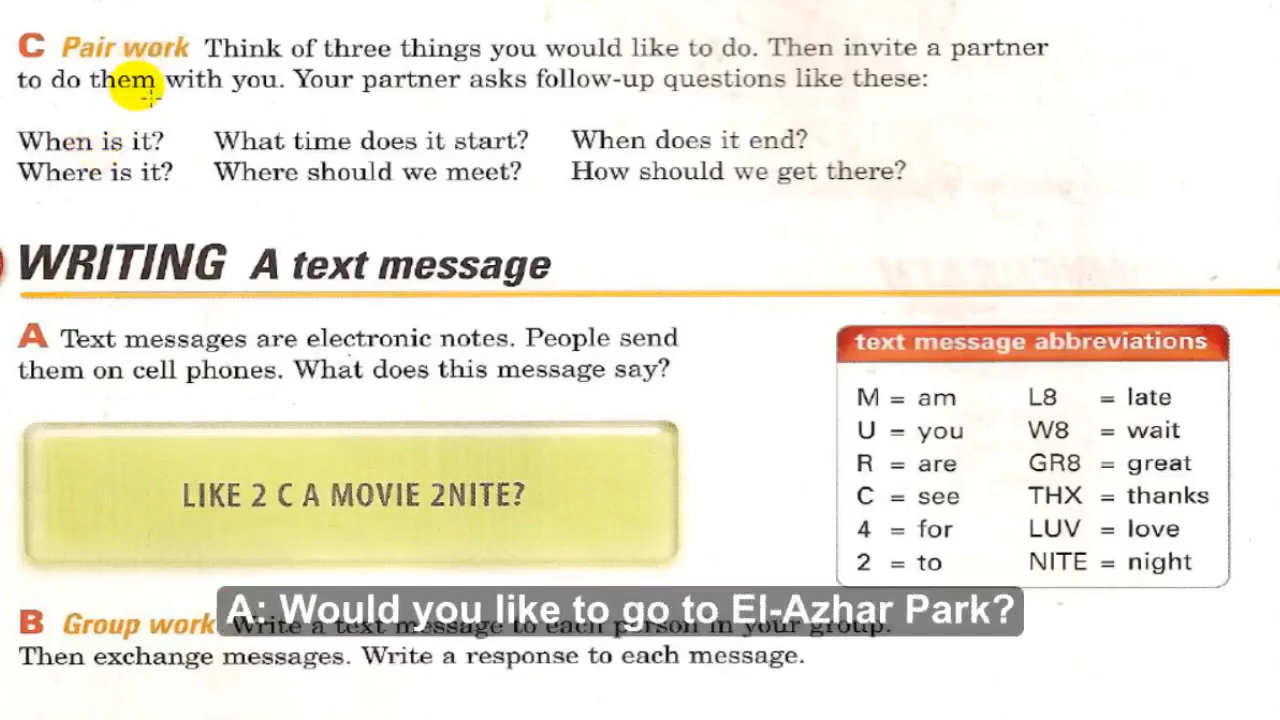 C Pair work Think of three things you would like to do. Then invite a partner
to do them with you. Your partner asks follow-up questions like these:
When is it? What time does it start? When does it end?
Where is it? Where should we meet? How should we get there?
WRITING A text message
A Text messages are electronic notes. People send
them on cell phones. What does this message say?
LIKE 2 C A MOVIE 2NITE?
text message abbreviations
M = am L8 = late
U = you W8 = wait
R = are GR8 = great
C = see THX = thanks
4 = for LUV = love
2 = to NITE = night
A: Would you like to go to El-Azhar Park?
B Group work Write a text message to each person in your group.
Then exchange messages. Write a response to each message.